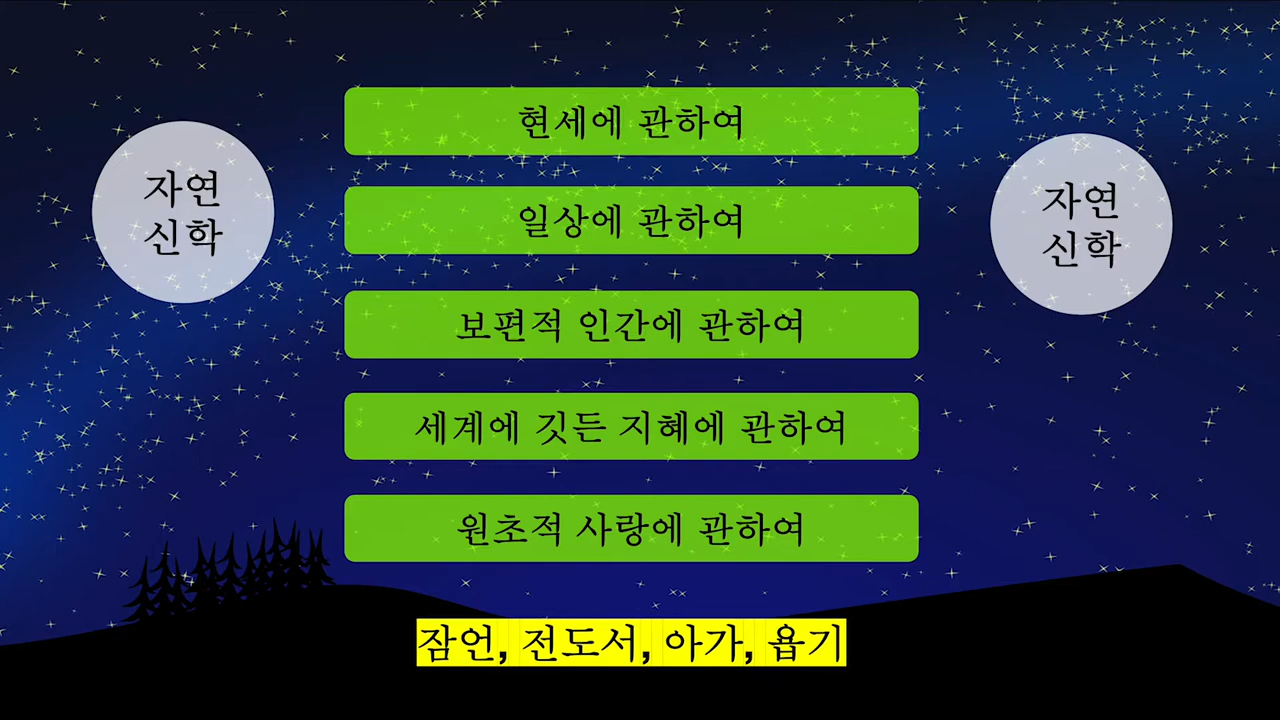 현세에 관하여
자연
신학
일상에 관하여
자연
신학
보편적 인간에 관하여
세계에 깃든 지혜에 관하여
원초적 사랑에 관하여
잠언, 전도서, 아가, 욥기